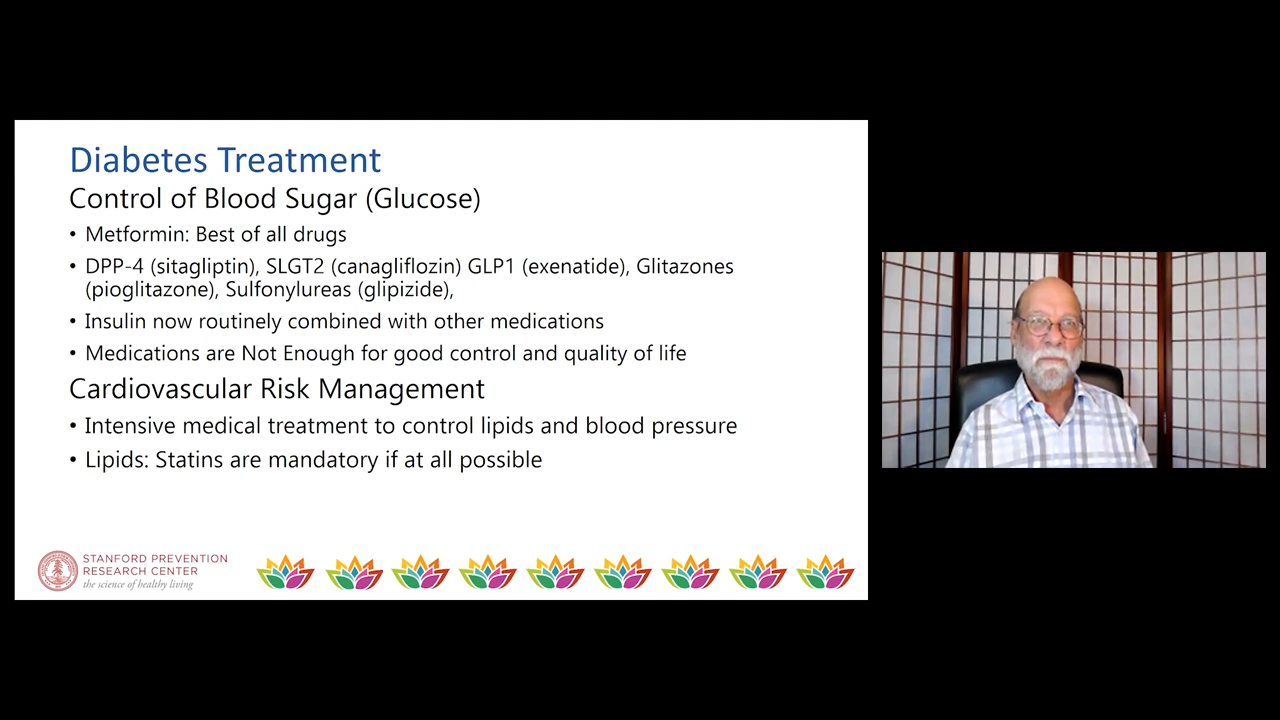 Diabetes Treatment
Control of Blood Sugar (Glucose)
• Metformin: Best of all drugs
• DPP-4 (sitagliptin), SLGT2 (canagliflozin) GLP1 (exenatide), Glitazones
(pioglitazone), Sulfonylureas (glipizide),
• Insulin now routinely combined with other medications
• Medications are Not Enough for good control and quality of life
Cardiovascular Risk Management
• Intensive medical treatment to control lipids and blood pressure
• Lipids: Statins are mandatory if at all possible
STANFORD PREVENTION
RESEARCH CENTER
the science of healthy living